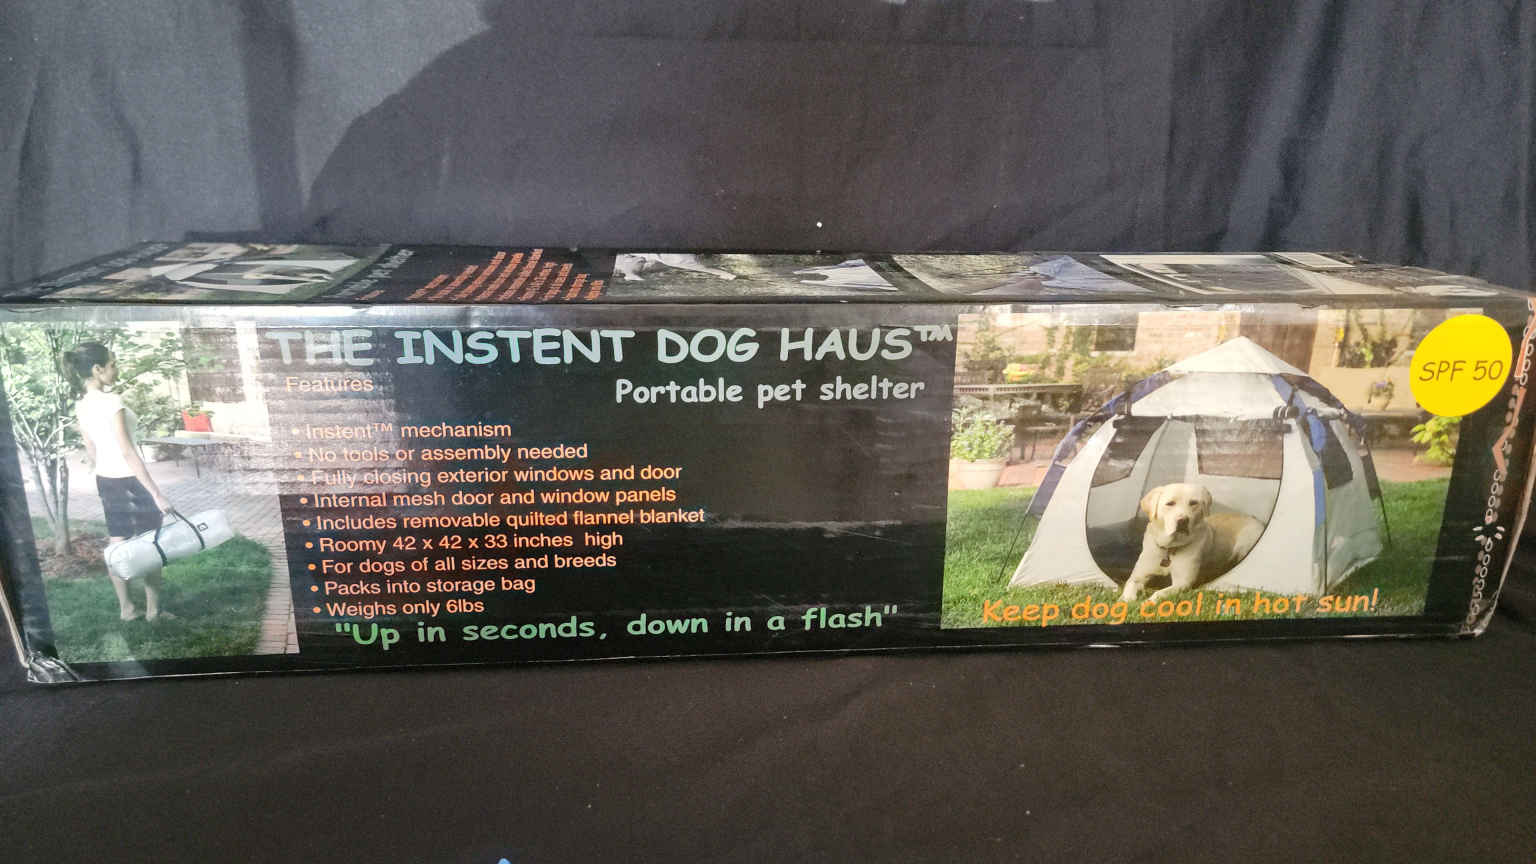 THE INSTENT DOG HAUS™
Features
Portable pet shelter
• Instent™ mechanism
• No tools or assembly needed
• Fully closing exterior windows and door
• Internal mesh door and window panels
• Includes removable quilted flannel blanket
• Roomy 42 x 42 x 33 inches high
• For dogs of all sizes and breeds
• Packs into storage bag
• Weighs only 6lbs
"Up in seconds, down in a flash"
SPF 50
Keep dog cool in hot sun!